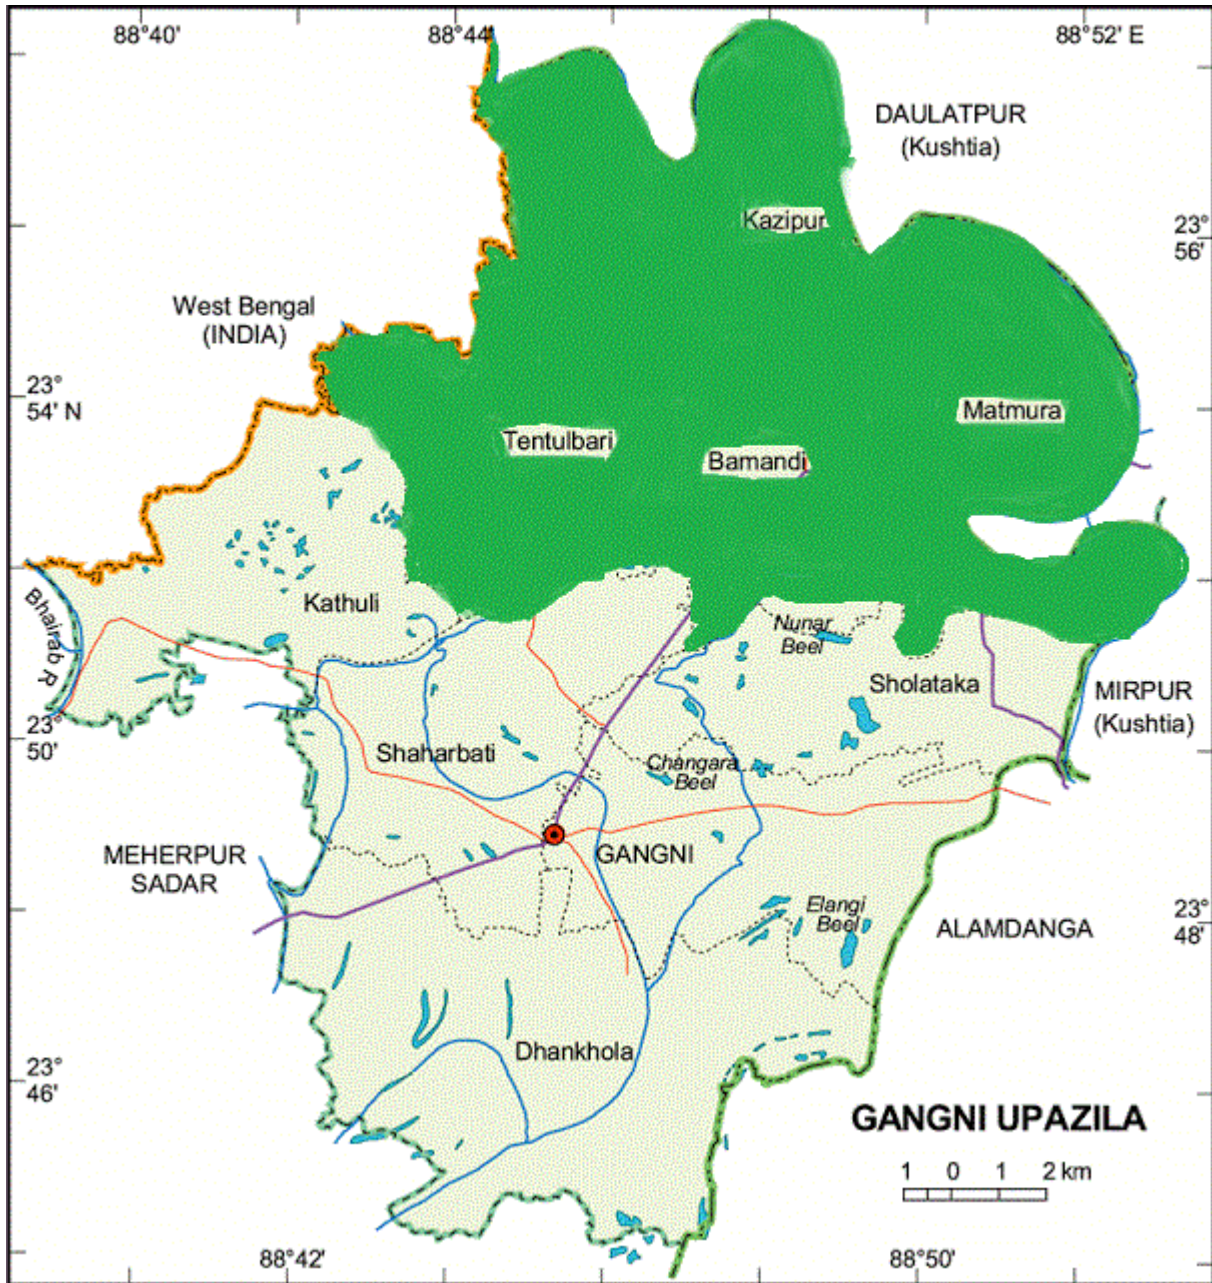 88°40'
88°44'
88°52' E
DAULATPUR
(Kushtia)
Kazipur
23°
56'
West Bengal
(INDIA)
23°
54' N
Matmura
Tentulbari
Bamandi
Kathuli
Bhairab R
Nunar
Beel
Sholataka
MIRPUR
(Kushtia)
23°
50'
Shaharbati
Changara
Beel
MEHERPUR
SADAR
GANGNI
Elangi
Beel
ALAMDANGA
23°
48'
Dhankhola
23°
46'
GANGNI UPAZILA
1 0 1 2 km
88°42'
88°50'